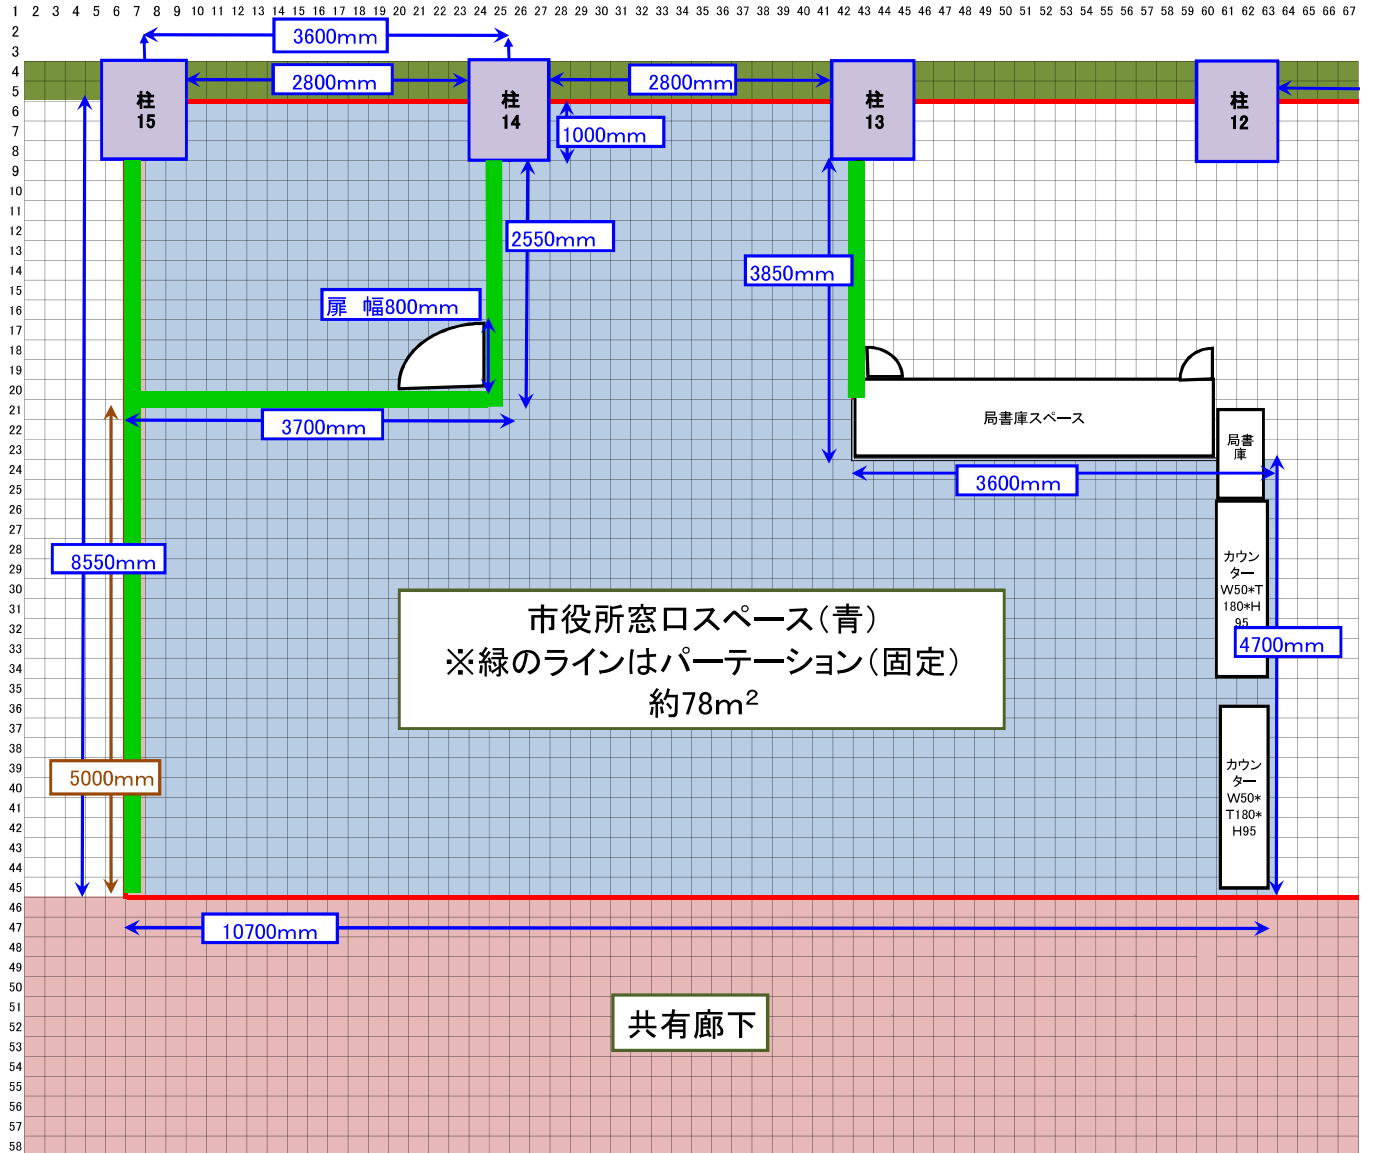 1 2 3 4 5 6 7 8 9 10 11 12 13 14 15 16 17 18 19 20 21 22 23 24 25 26 27 28 29 30 31 32 33 34 35 36 37 38 39 40 41 42 43 44 45 46 47 48 49 50 51 52 53 54 55 56 57 58 59 60 61 62 63 64 65 66 67
2
3
4
5
6
7
8
9
10
11
12
13
14
15
16
17
18
19
20
21
22
23
24
25
26
27
28
29
30
31
32
33
34
35
36
37
38
39
40
41
42
43
44
45
46
47
48
49
50
51
52
53
54
55
56
57
58
3600mm
2800mm
2800mm
柱
15
柱
14
柱
13
柱
12
1000mm
2550mm
3850mm
扉 幅800mm
3700mm
局書庫スペース
局書
庫
3600mm
8550mm
カウン
ター
W50*T
180*H
95
4700mm
市役所窓口スペース(青)
※緑のラインはパーテーション(固定)
約78m²
5000mm
カウン
ター
W50*
T180*
H95
10700mm
共有廊下